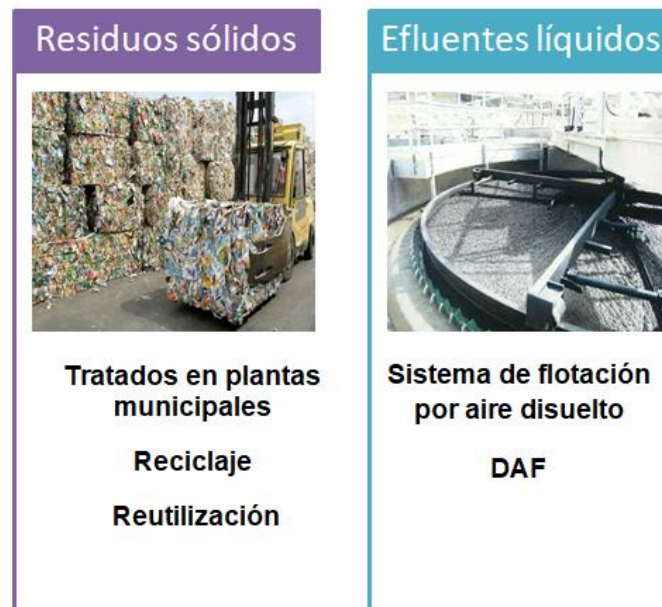 Residuos sólidos
Tratados en plantas
municipales
Reciclaje
Reutilización
Efluentes líquidos
Sistema de flotación
por aire disuelto
DAF